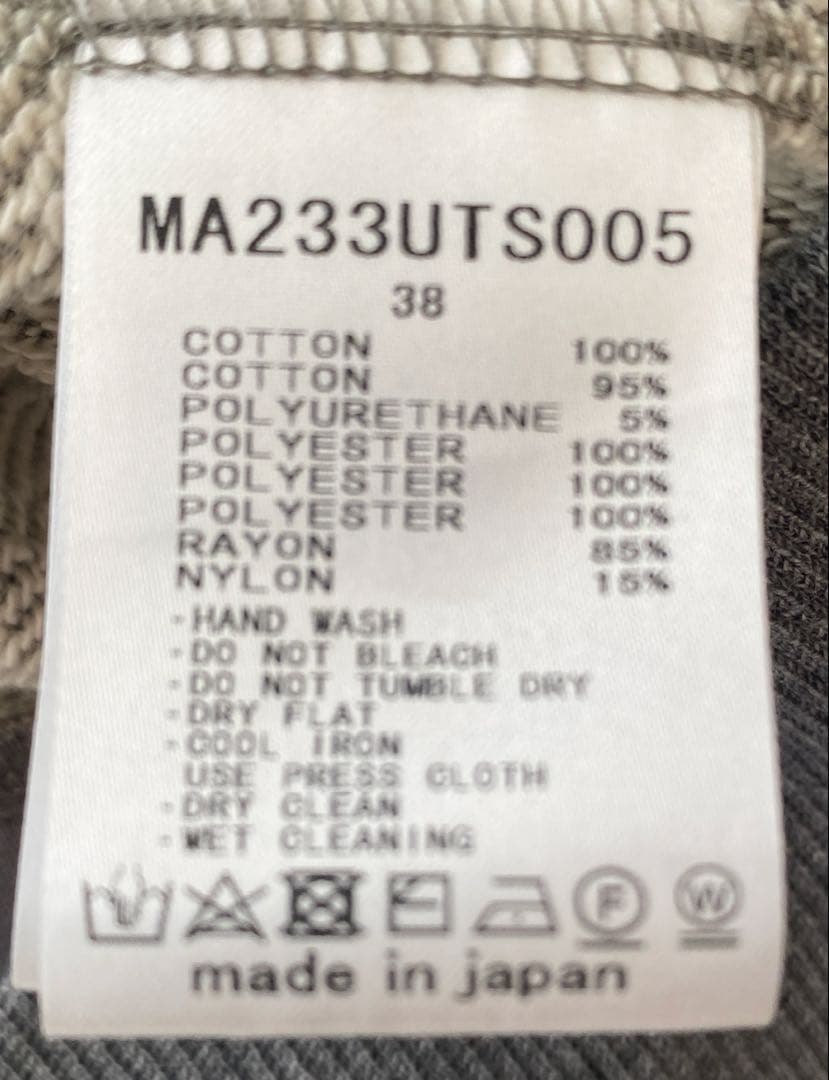 MA233UTS005
38
COTTON 100%
COTTON 95%
POLYURETHANE 5%
POLYESTER 100%
POLYESTER 100%
POLYESTER 100%
RAYON 85%
NYLON 15%
-HAND WASH
-DO NOT BLEACH
-DO NOT TUMBLE DRY
-DRY FLAT
-COOL IRON
USE PRESS CLOTH
-DRY CLEAN
-WET CLEANING
F W
made in japan